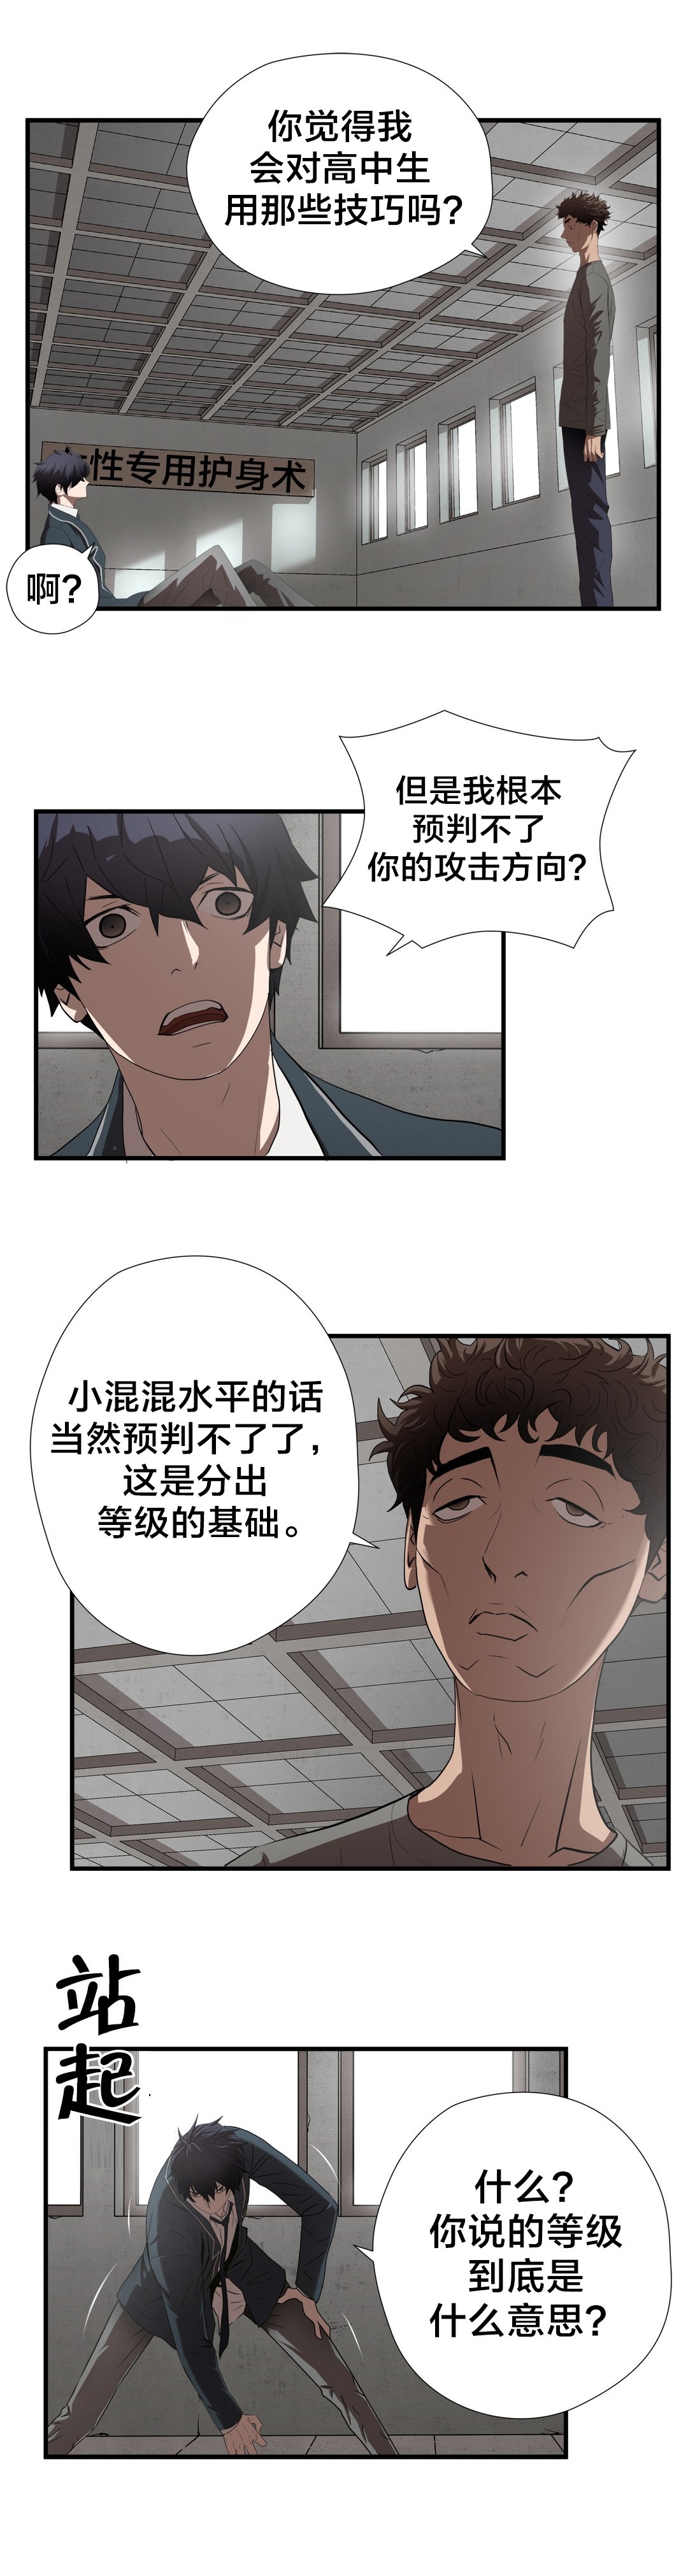 你觉得我
会对高中生
用那些技巧吗?
性专用护身术
啊?
但是我根本
预判不了
你的攻击方向?
小混混水平的话
当然预判不了了，
这是分出
等级的基础。
站
起
什么?
你说的等级
到底是
什么意思?